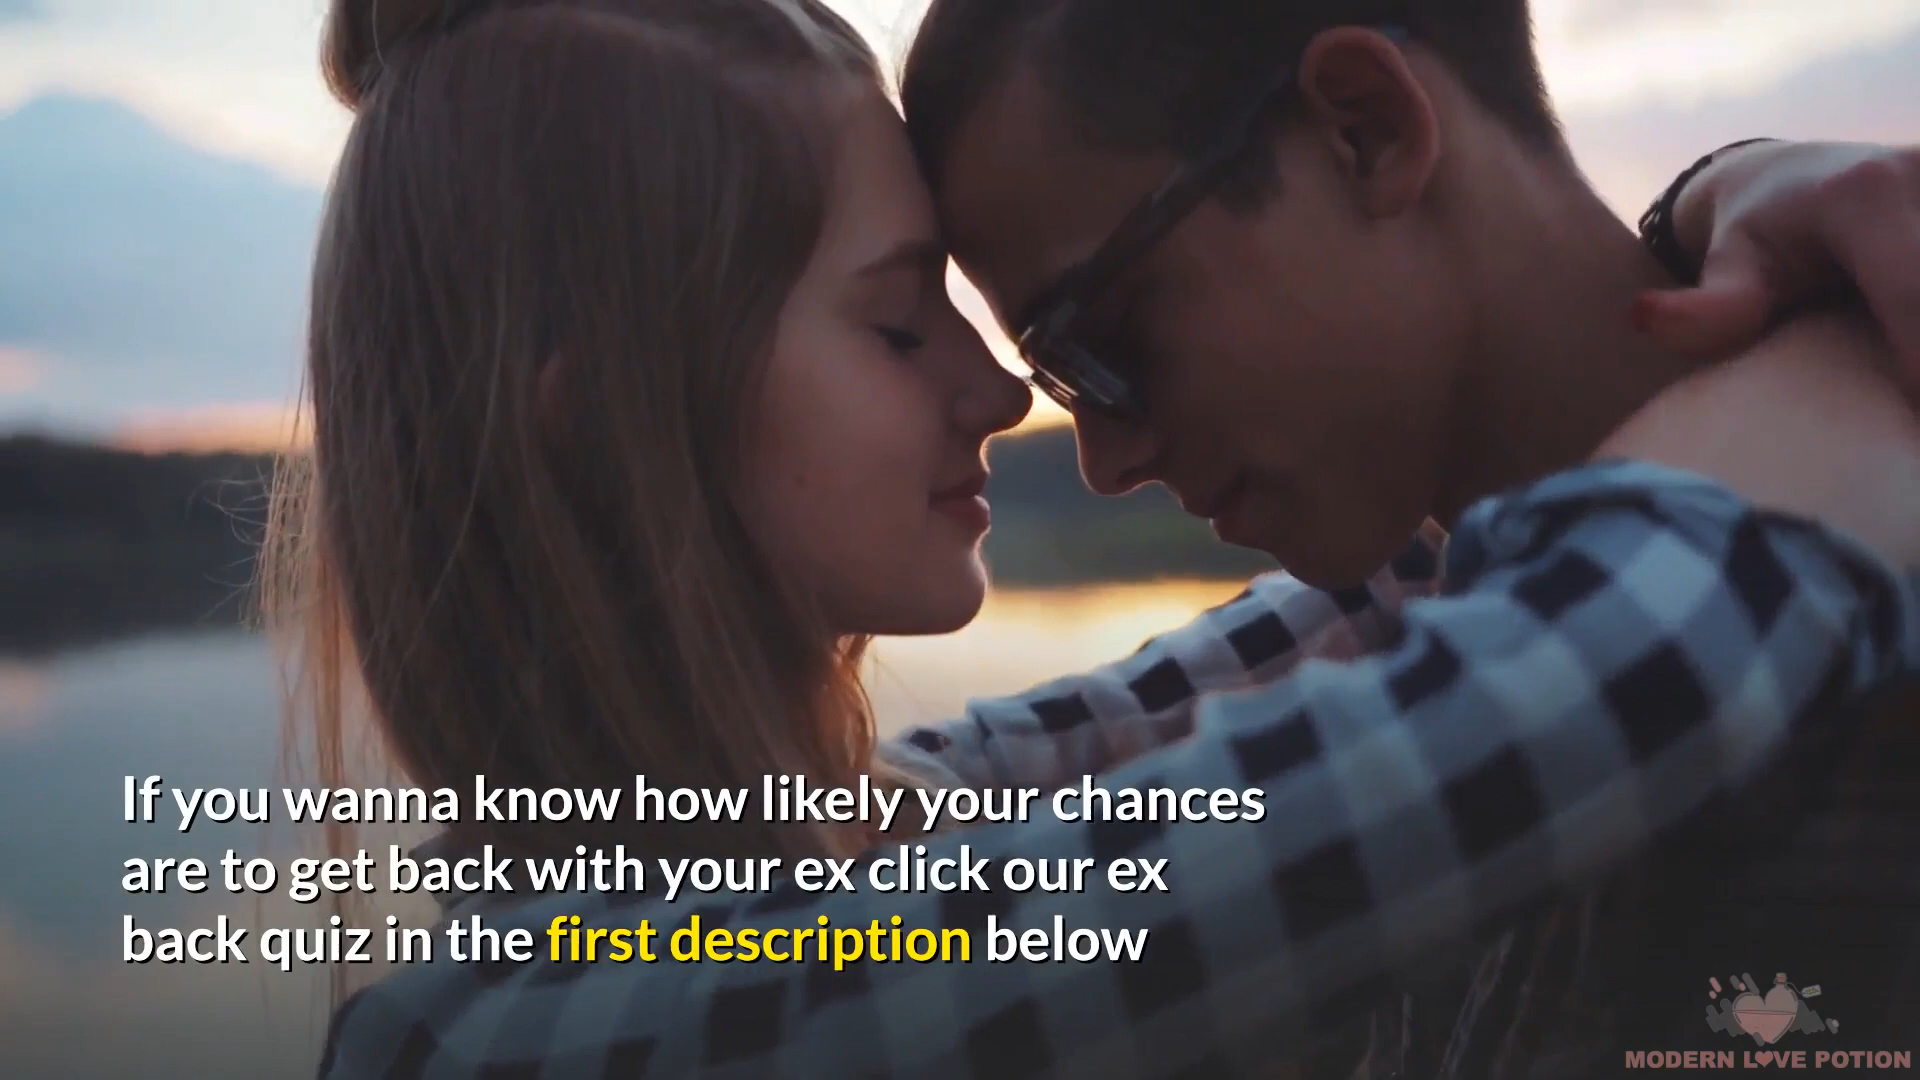 If you wanna know how likely your chances
are to get back with your ex click our ex
back quiz in the first description below
MODERN LOVE POTION